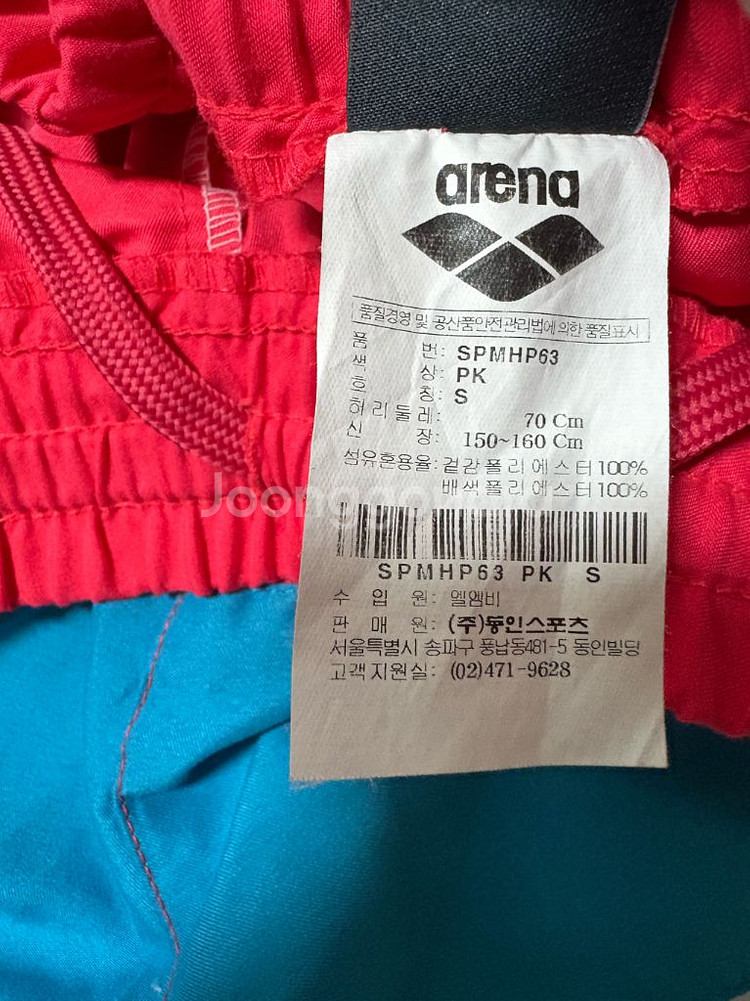 arena
품질경영 및 공산품안전관리법에 의한 품질표시
품 번: SPMHP63
색 상: PK
호 칭: S
허리둘레: 70 Cm
신 장: 150~160 Cm
섬유혼용율: 겉감폴리에스터100%
배색폴리에스터100%
SPMHP63 PK S
수 입 원: 엘앰비
판 매 원: (주)동인스포츠
서울특별시 송파구 풍납동481-5 동인빌딩
고객지원실: (02)471-9628